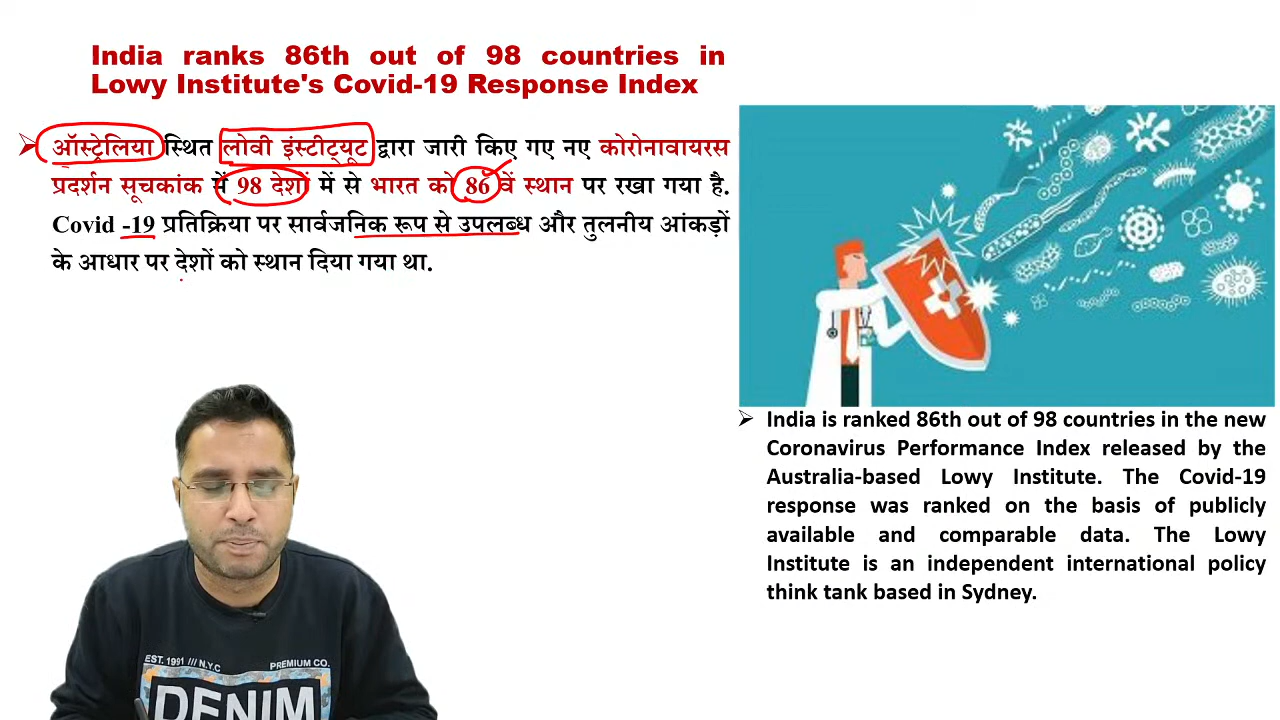 India ranks 86th out of 98 countries in
Lowy Institute's Covid-19 Response Index
ऑस्ट्रेलिया स्थित लोवी इंस्टीट्यूट द्वारा जारी किए गए नए कोरोनावायरस
प्रदर्शन सूचकांक में 98 देशों में से भारत को 86 वें स्थान पर रखा गया है.
Covid -19 प्रतिक्रिया पर सार्वजनिक रूप से उपलब्ध और तुलनीय आंकड़ों
के आधार पर देशों को स्थान दिया गया था.
India is ranked 86th out of 98 countries in the new
Coronavirus Performance Index released by the
Australia-based Lowy Institute. The Covid-19
response was ranked on the basis of publicly
available and comparable data. The Lowy
Institute is an independent international policy
think tank based in Sydney.
EST. 1991 /// N.Y.C PREMIUM CO.
DENIM